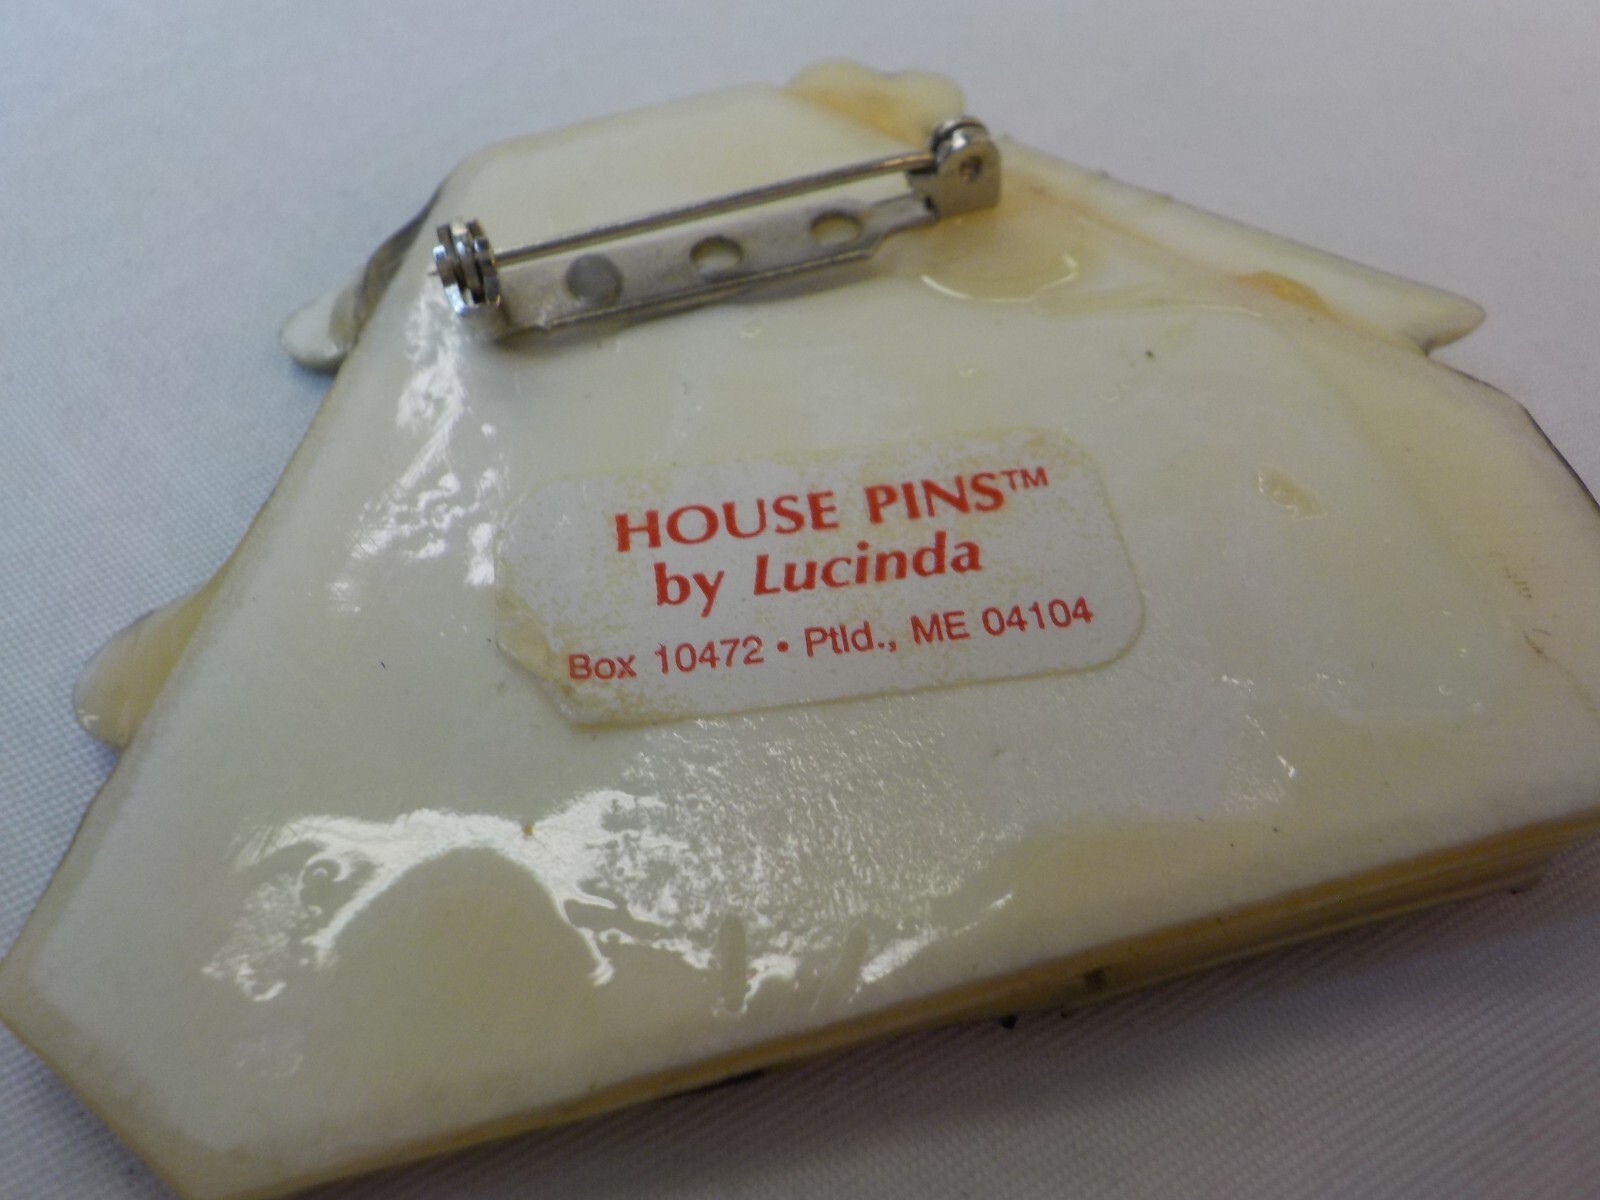 HOUSE PINS™
by Lucinda
Box 10472 • Ptld., ME 04104